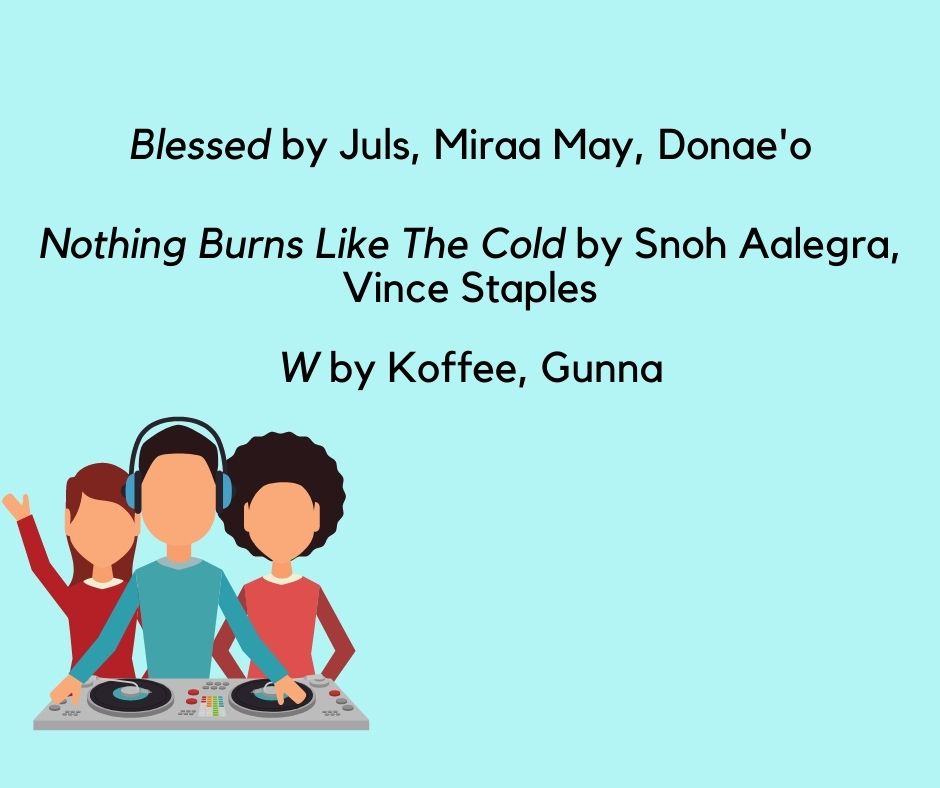 Blessed by Juls, Miraa May, Donae'o
Nothing Burns Like The Cold by Snoh Aalegra,
Vince Staples
W by Koffee, Gunna